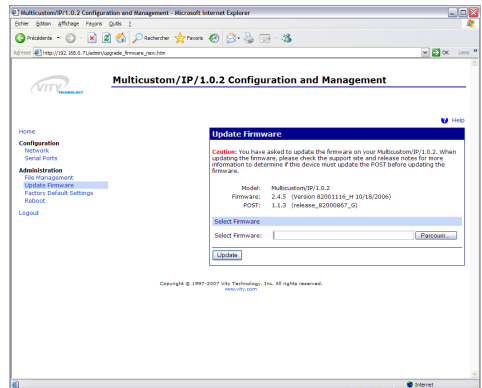 Multicustom/IP/1.0.2 Configuration and Management - Microsoft Internet Explorer
Fichier Edition Affichage Favoris Outils ?
Précédente Rechercher Favoris
Adresse http://192.168.0.71/admin/upgrade_firmware_new.htm OK Liens »
VITY TECHNOLOGY
Multicustom/IP/1.0.2 Configuration and Management
Help
Home
Configuration
Network
Serial Ports
Administration
File Management
Update Firmware
Factory Default Settings
Reboot
Logout
Update Firmware
Caution: You have asked to update the firmware on your Multicustom/IP/1.0.2. When
updating the firmware, please check the support site and release notes for more
information to determine if this device must update the POST before updating the
firmware.
Model: Multicustom/IP/1.0.2
Firmware: 2.4.5 (Version 82001116_H 10/18/2006)
POST: 1.1.3 (release_82000867_G)
Select Firmware
Select Firmware: Parcourir...
Update
Copyright © 1997-2007 Vity Technology, Inc. All rights reserved.
www.vity.com
Internet